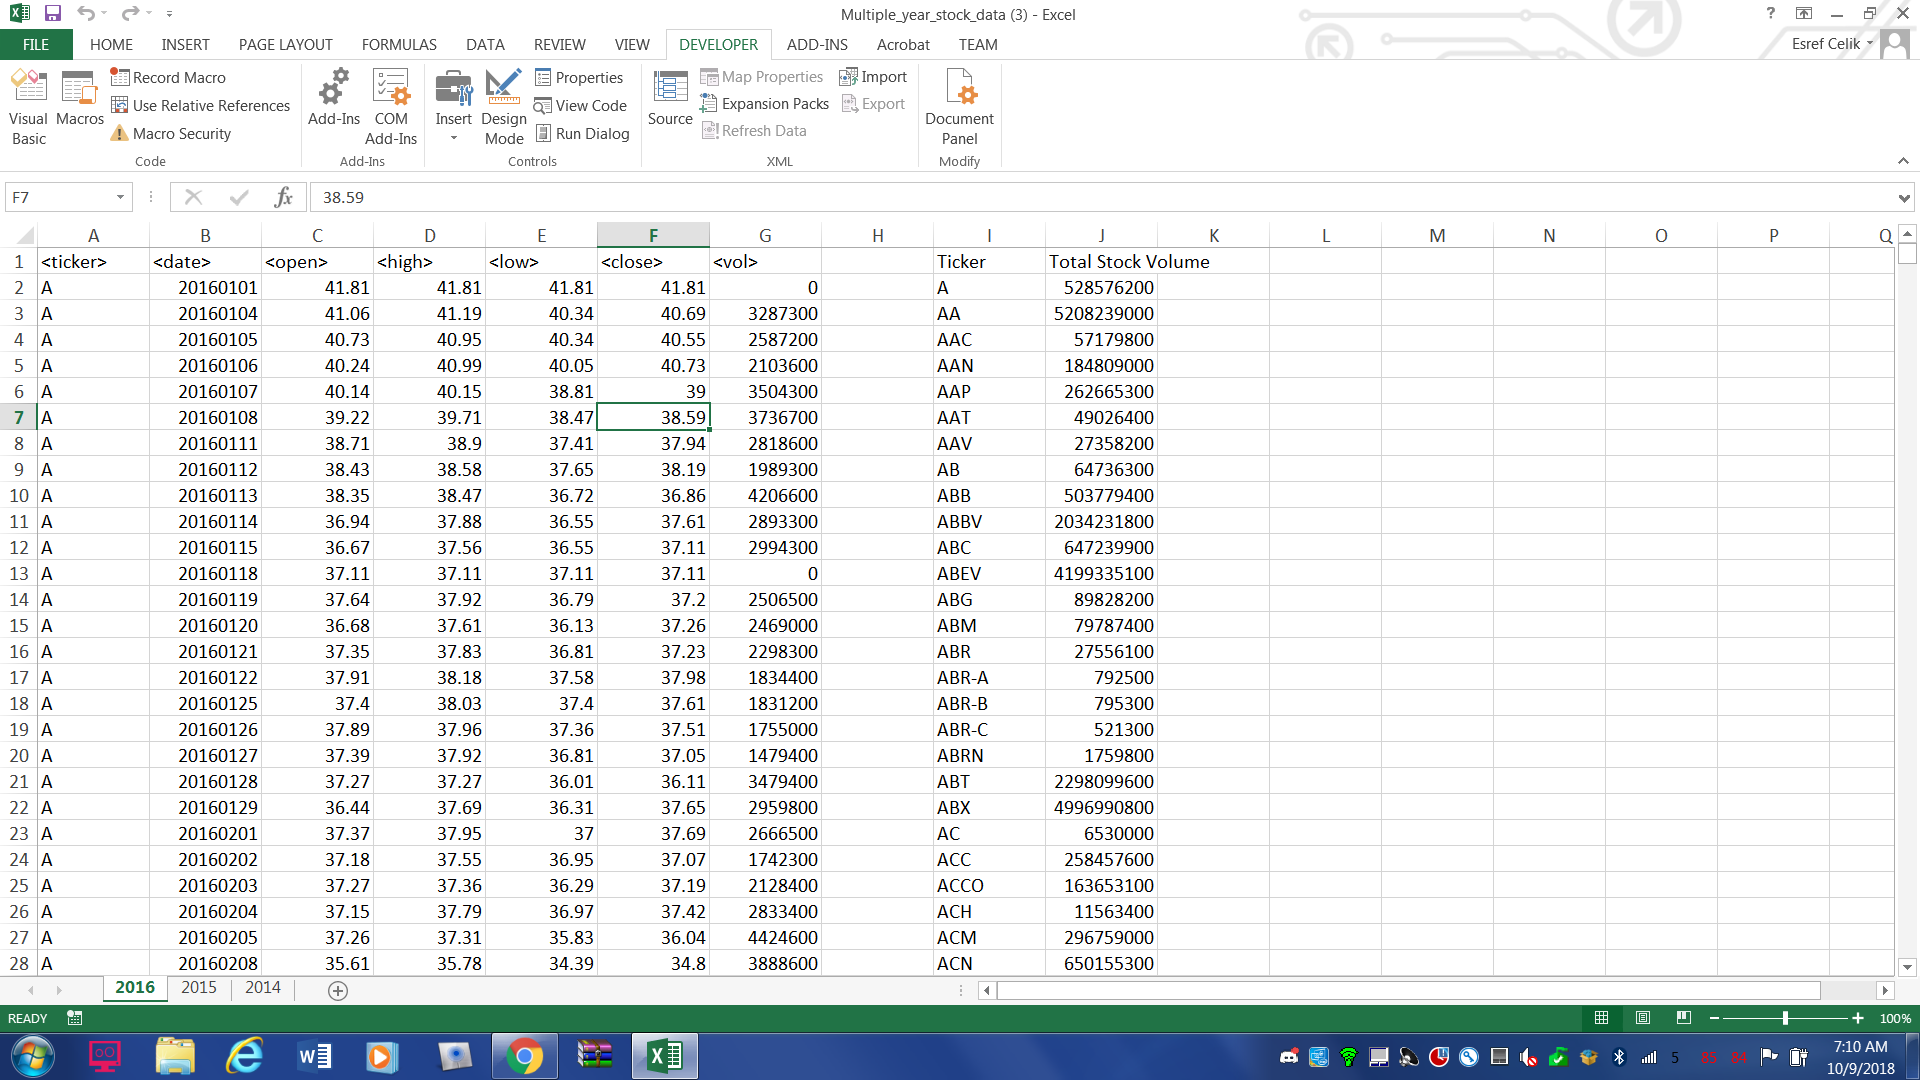 Multiple_year_stock_data (3) - Excel
?
FILE HOME INSERT PAGE LAYOUT FORMULAS DATA REVIEW VIEW DEVELOPER ADD-INS Acrobat TEAM Esref Celik
Visual Basic
Macros
Record Macro
Use Relative References
Macro Security
Code
Add-Ins
COM Add-Ins
Add-Ins
Insert
Design Mode
Properties
View Code
Run Dialog
Controls
Source
Map Properties
Expansion Packs
Refresh Data
Import
Export
XML
Document Panel
Modify
F7 fx 38.59
A B C D E F G H I J K L M N O P Q
1 <ticker> <date> <open> <high> <low> <close> <vol> Ticker Total Stock Volume
2 A 20160101 41.81 41.81 41.81 41.81 0 A 528576200
3 A 20160104 41.06 41.19 40.34 40.69 3287300 AA 5208239000
4 A 20160105 40.73 40.95 40.34 40.55 2587200 AAC 57179800
5 A 20160106 40.24 40.99 40.05 40.73 2103600 AAN 184809000
6 A 20160107 40.14 40.15 38.81 39 3504300 AAP 262665300
7 A 20160108 39.22 39.71 38.47 38.59 3736700 AAT 49026400
8 A 20160111 38.71 38.9 37.41 37.94 2818600 AAV 27358200
9 A 20160112 38.43 38.58 37.65 38.19 1989300 AB 64736300
10 A 20160113 38.35 38.47 36.72 36.86 4206600 ABB 503779400
11 A 20160114 36.94 37.88 36.55 37.61 2893300 ABBV 2034231800
12 A 20160115 36.67 37.56 36.55 37.11 2994300 ABC 647239900
13 A 20160118 37.11 37.11 37.11 37.11 0 ABEV 4199335100
14 A 20160119 37.64 37.92 36.79 37.2 2506500 ABG 89828200
15 A 20160120 36.68 37.61 36.13 37.26 2469000 ABM 79787400
16 A 20160121 37.35 37.83 36.81 37.23 2298300 ABR 27556100
17 A 20160122 37.91 38.18 37.58 37.98 1834400 ABR-A 792500
18 A 20160125 37.4 38.03 37.4 37.61 1831200 ABR-B 795300
19 A 20160126 37.89 37.96 37.36 37.51 1755000 ABR-C 521300
20 A 20160127 37.39 37.92 36.81 37.05 1479400 ABRN 1759800
21 A 20160128 37.27 37.27 36.01 36.11 3479400 ABT 2298099600
22 A 20160129 36.44 37.69 36.31 37.65 2959800 ABX 4996990800
23 A 20160201 37.37 37.95 37 37.69 2666500 AC 6530000
24 A 20160202 37.18 37.55 36.95 37.07 1742300 ACC 258457600
25 A 20160203 37.27 37.36 36.29 37.19 2128400 ACCO 163653100
26 A 20160204 37.15 37.79 36.97 37.42 2833400 ACH 11563400
27 A 20160205 37.26 37.31 35.83 36.04 4424600 ACM 296759000
28 A 20160208 35.61 35.78 34.39 34.8 3888600 ACN 650155300
2016 2015 2014
READY 100%
5 85 84 7:10 AM
10/9/2018